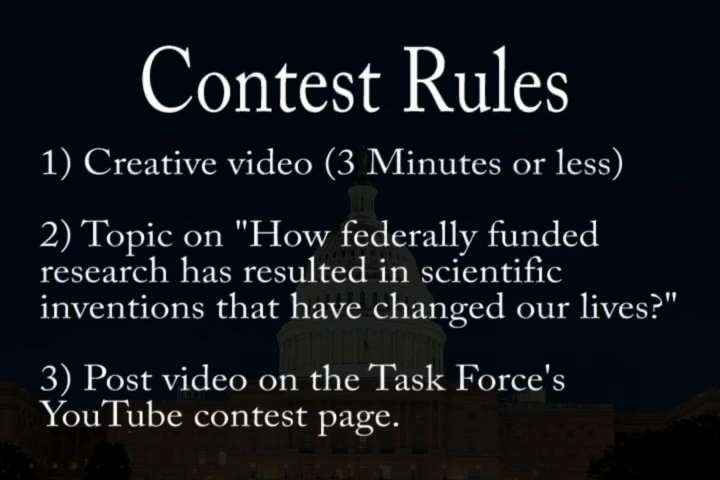 Contest Rules
1) Creative video (3 Minutes or less)
2) Topic on "How federally funded
research has resulted in scientific
inventions that have changed our lives?"
3) Post video on the Task Force's
YouTube contest page.